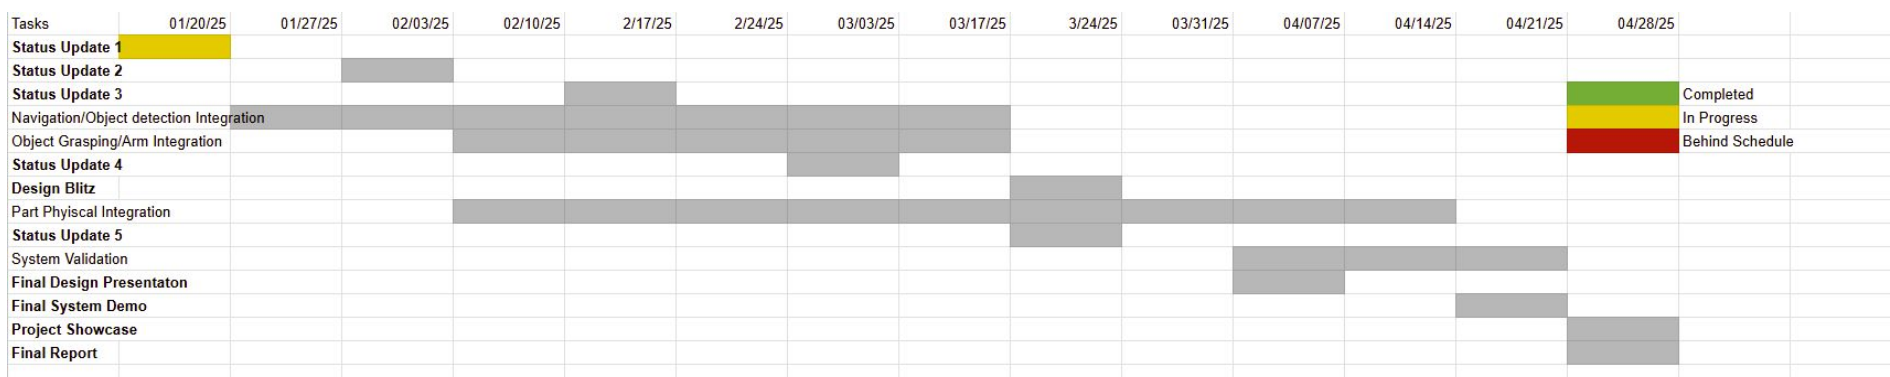 Tasks 01/20/25 01/27/25 02/03/25 02/10/25 2/17/25 2/24/25 03/03/25 03/17/25 3/24/25 03/31/25 04/07/25 04/14/25 04/21/25 04/28/25
Status Update 1
Status Update 2
Status Update 3
Completed
Navigation/Object detection Integration
In Progress
Object Grasping/Arm Integration
Behind Schedule
Status Update 4
Design Blitz
Part Phyiscal Integration
Status Update 5
System Validation
Final Design Presentaton
Final System Demo
Project Showcase
Final Report